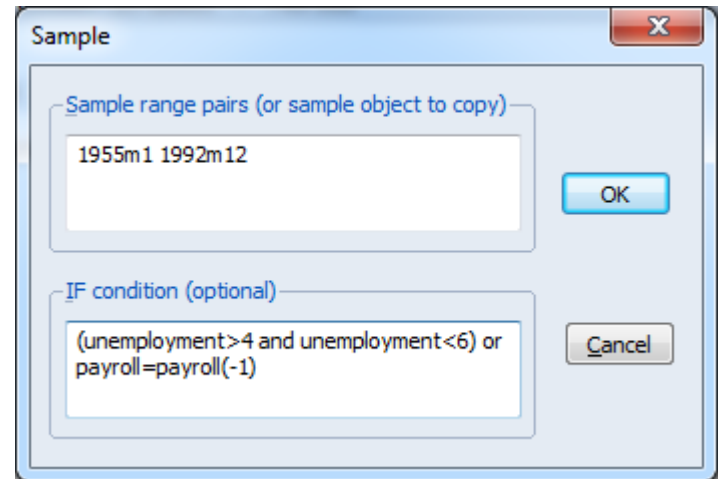 Sample
Sample range pairs (or sample object to copy)
1955m1 1992m12
OK
IF condition (optional)
(unemployment>4 and unemployment<6) or
payroll=payroll(-1)
Cancel